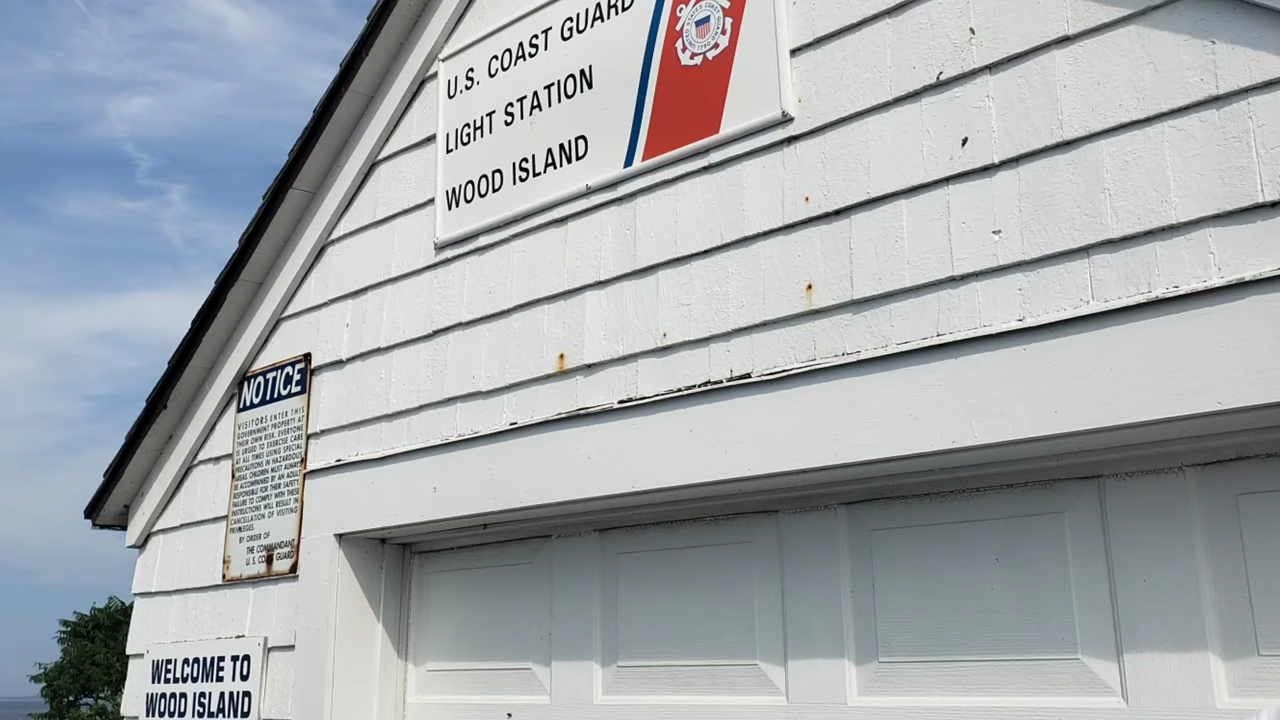 U.S. COAST GUARD
LIGHT STATION
WOOD ISLAND
NOTICE
VISITORS ENTER THIS
GOVERNMENT PROPERTY AT
THEIR OWN RISK. EVERYONE
IS URGED TO EXERCISE CARE
AT ALL TIMES USING SPECIAL
PRECAUTIONS IN HAZARDOUS
AREAS. CHILDREN MUST ALWAYS
BE ACCOMPANIED BY AN ADULT
RESPONSIBLE FOR THEIR SAFETY.
FAILURE TO COMPLY WITH THESE
INSTRUCTIONS WILL RESULT IN
CANCELLATION OF VISITING
PRIVILEGES.
BY ORDER OF
THE COMMANDANT
U.S. COAST GUARD
WELCOME TO
WOOD ISLAND